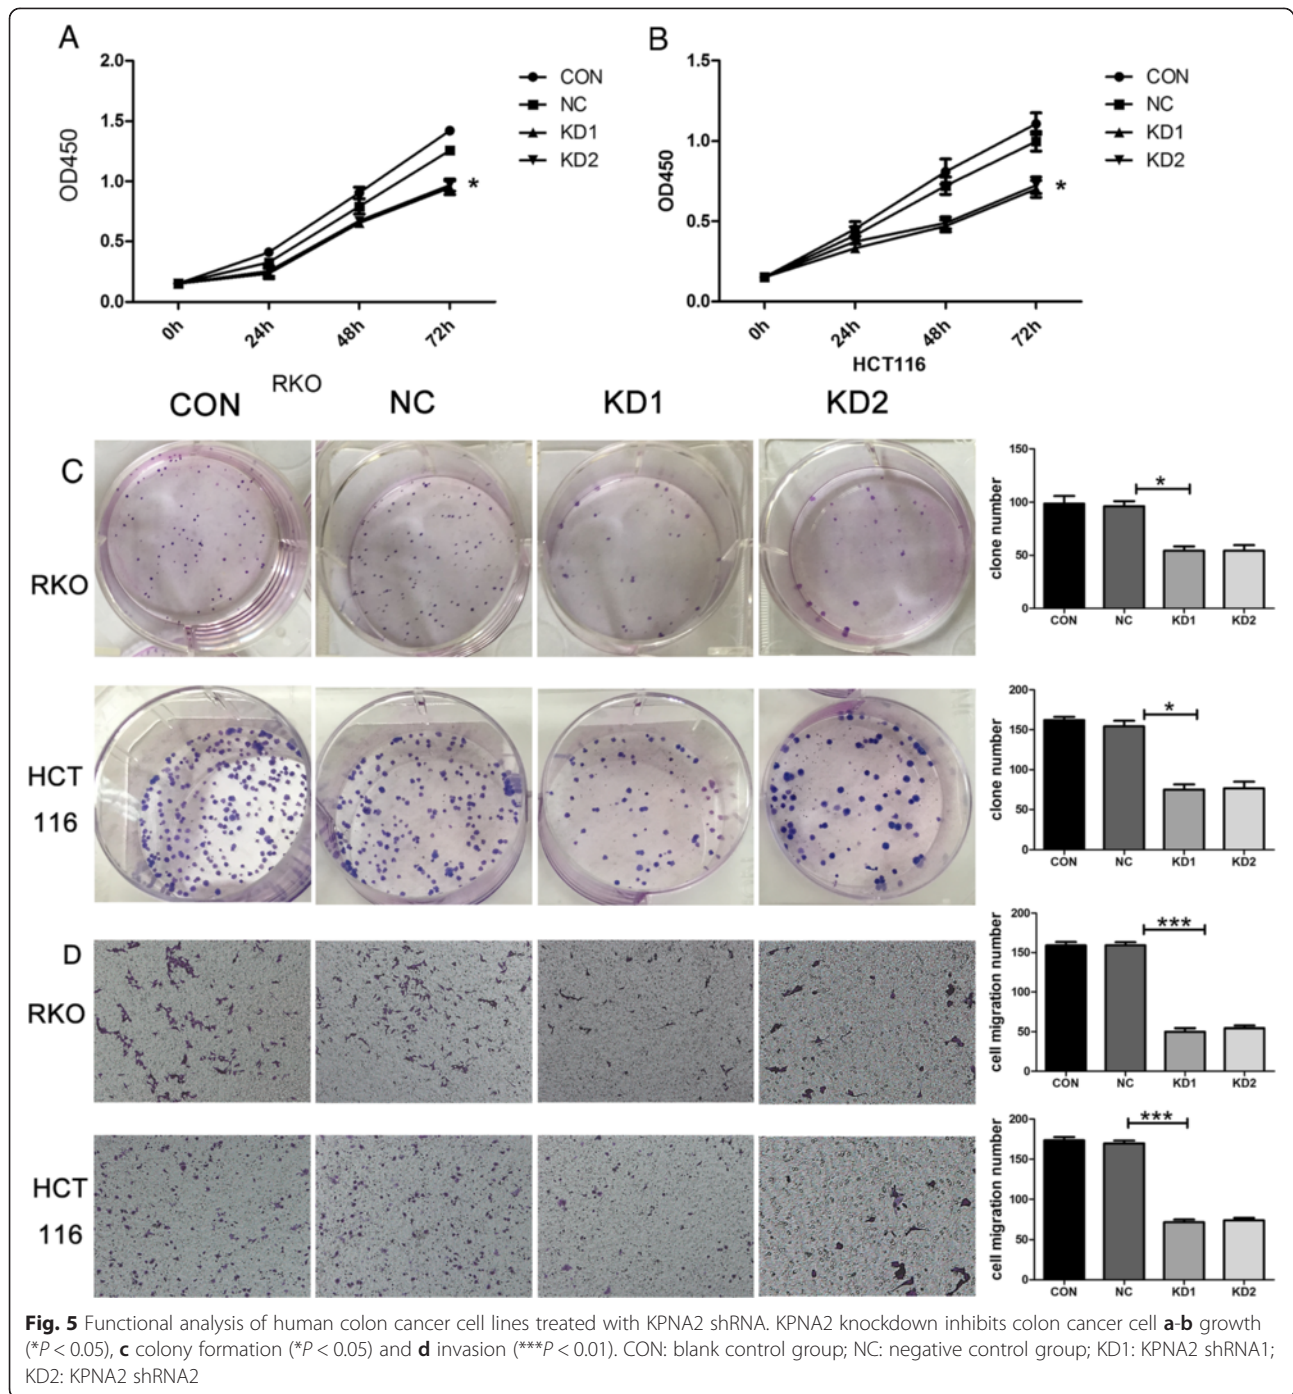 A
B
2.0
1.5
1.0
0.5
0.0
OD450
0h
24h
48h
72h
RKO
CON
NC
KD1
KD2
*
1.5
1.0
0.5
0.0
OD450
0h
24h
48h
72h
HCT116
CON
NC
KD1
KD2
*
CON
NC
KD1
KD2
C
RKO
150
100
50
0
clone number
*
CON
NC
KD1
KD2
HCT
116
200
150
100
50
0
clone number
*
CON
NC
KD1
KD2
D
RKO
200
150
100
50
0
cell migration number
***
CON
NC
KD1
KD2
HCT
116
200
150
100
50
0
cell migration number
***
CON
NC
KD1
KD2
Fig. 5 Functional analysis of human colon cancer cell lines treated with KPNA2 shRNA. KPNA2 knockdown inhibits colon cancer cell a-b growth
(*P < 0.05), c colony formation (*P < 0.05) and d invasion (***P < 0.01). CON: blank control group; NC: negative control group; KD1: KPNA2 shRNA1;
KD2: KPNA2 shRNA2